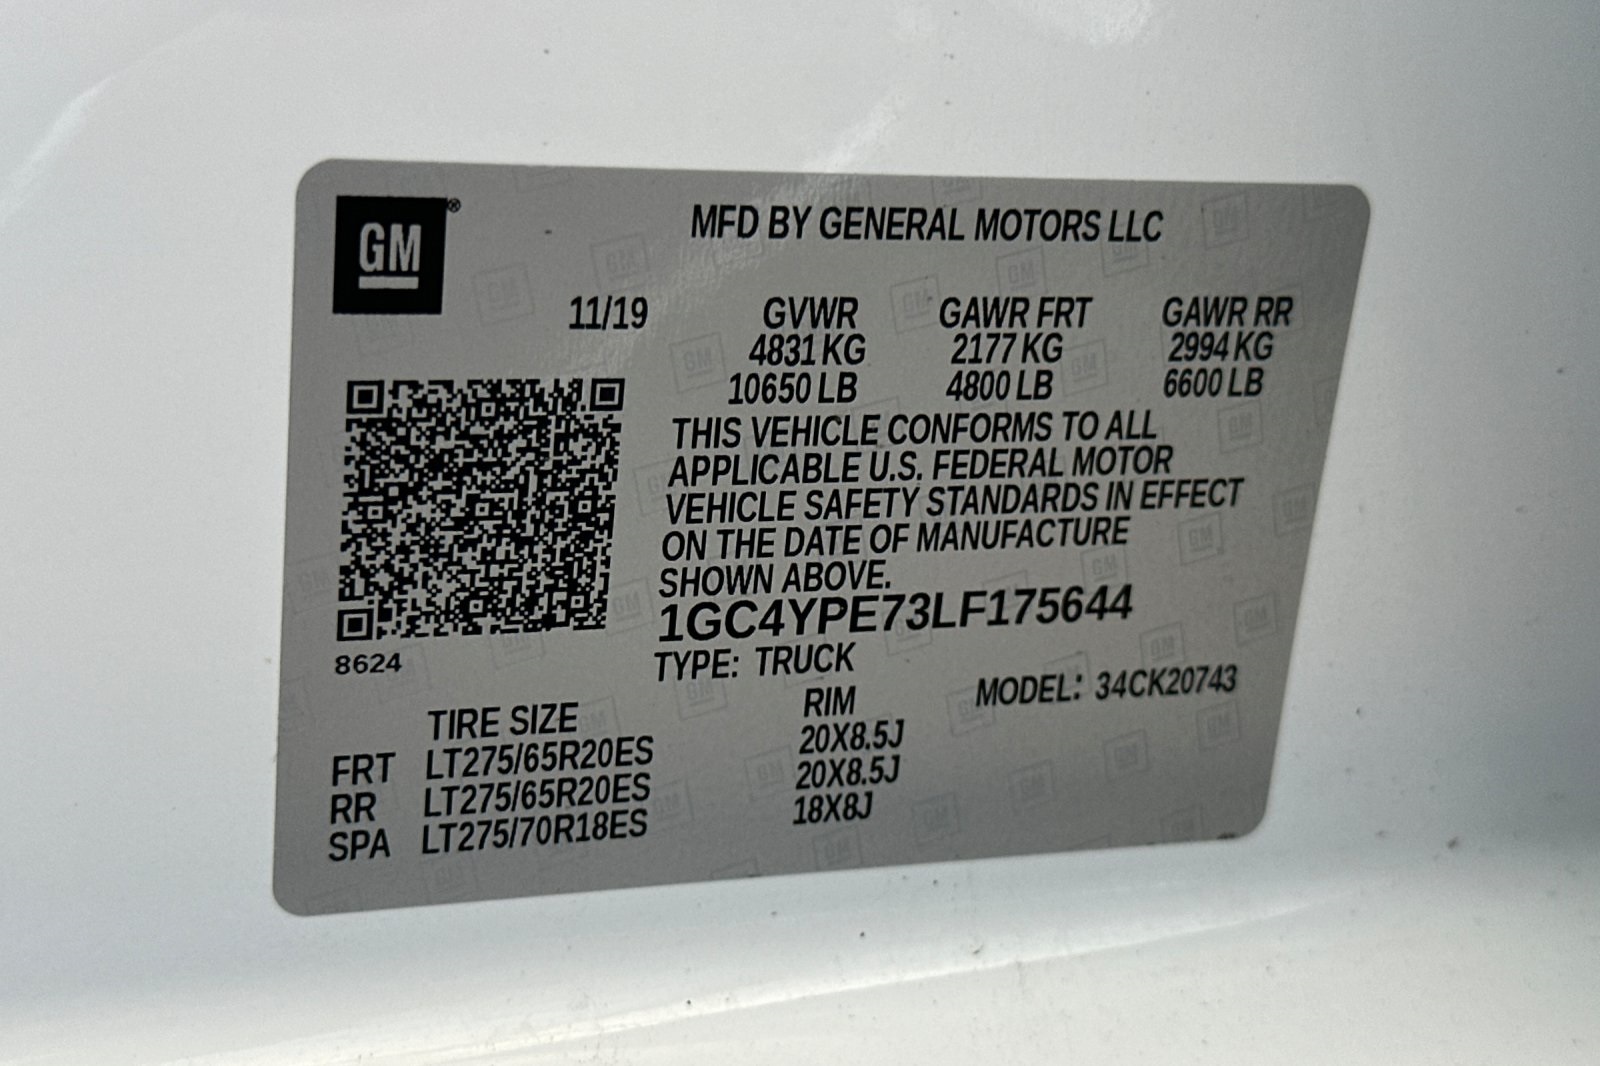 GM®
MFD BY GENERAL MOTORS LLC
11/19 GVWR GAWR FRT GAWR RR
4831 KG 2177 KG 2994 KG
10650 LB 4800 LB 6600 LB
THIS VEHICLE CONFORMS TO ALL
APPLICABLE U.S. FEDERAL MOTOR
VEHICLE SAFETY STANDARDS IN EFFECT
ON THE DATE OF MANUFACTURE
SHOWN ABOVE.
1GC4YPE73LF175644
8624
TYPE: TRUCK
MODEL: 34CK20743
TIRE SIZE RIM
FRT LT275/65R20ES 20X8.5J
RR LT275/65R20ES 20X8.5J
SPA LT275/70R18ES 18X8J